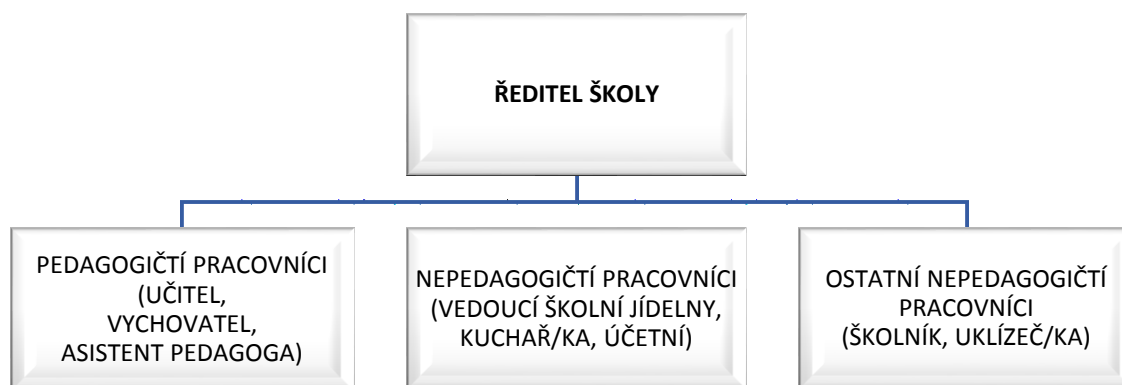 ŘEDITEL ŠKOLY
PEDAGOGIČTÍ PRACOVNÍCI
(UČITEL,
VYCHOVATEL,
ASISTENT PEDAGOGA)
NEPEDAGOGIČTÍ PRACOVNÍCI
(VEDOUCÍ ŠKOLNÍ JÍDELNY,
KUCHAŘ/KA, ÚČETNÍ)
OSTATNÍ NEPEDAGOGIČTÍ
PRACOVNÍCI
(ŠKOLNÍK, UKLÍZEČ/KA)